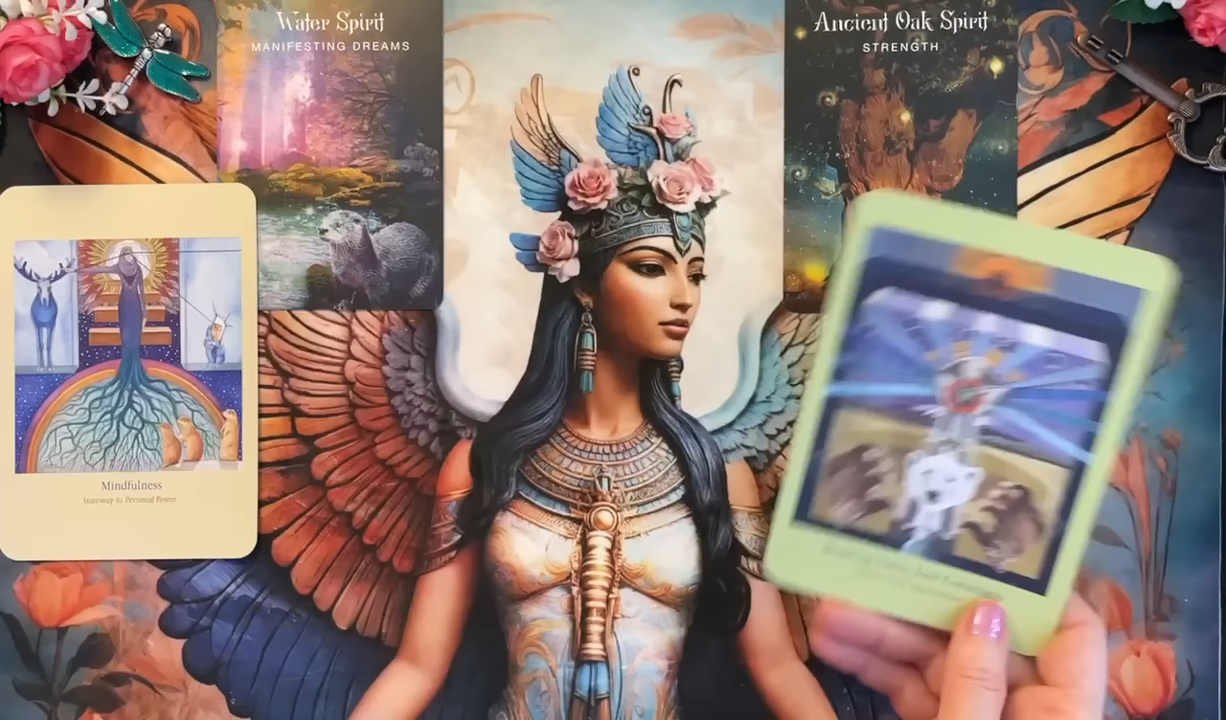 Water Spirit
MANIFESTING DREAMS
Ancient Oak Spirit
STRENGTH
Mindfulness
Stairway to Personal Power